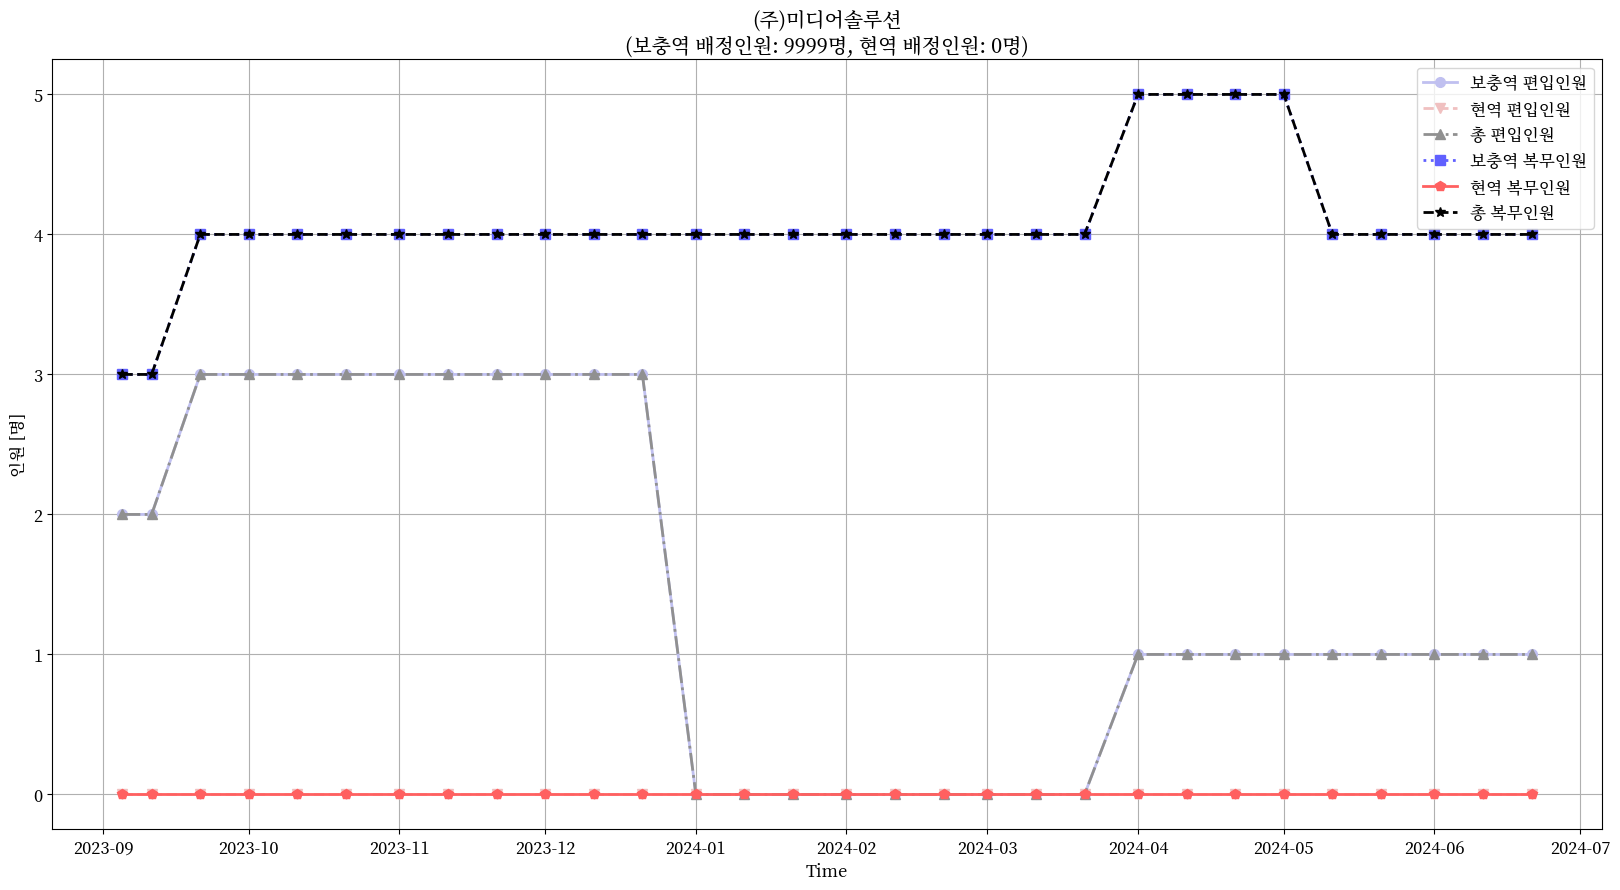 (주)미디어솔루션
(보충역 배정인원: 9999명, 현역 배정인원: 0명)
보충역 편입인원
현역 편입인원
총 편입인원
보충역 복무인원
현역 복무인원
총 복무인원
인원 [명]
5
4
3
2
1
0
2023-09
2023-10
2023-11
2023-12
2024-01
2024-02
2024-03
2024-04
2024-05
2024-06
2024-07
Time